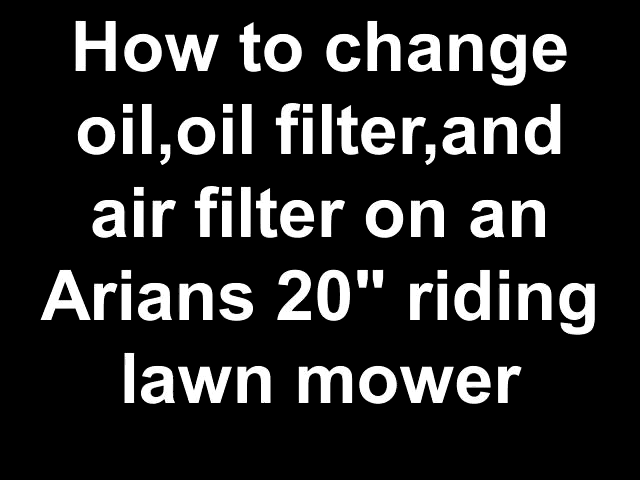 How to change
oil,oil filter,and
air filter on an
Arians 20" riding
lawn mower